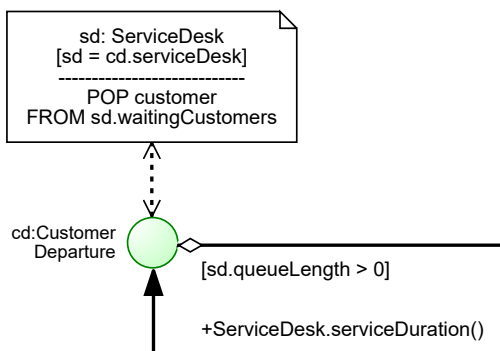 sd: ServiceDesk
[sd = cd.serviceDesk]
----------------------------
POP customer
FROM sd.waitingCustomers
cd:Customer
Departure
[sd.queueLength > 0]
+ServiceDesk.serviceDuration()